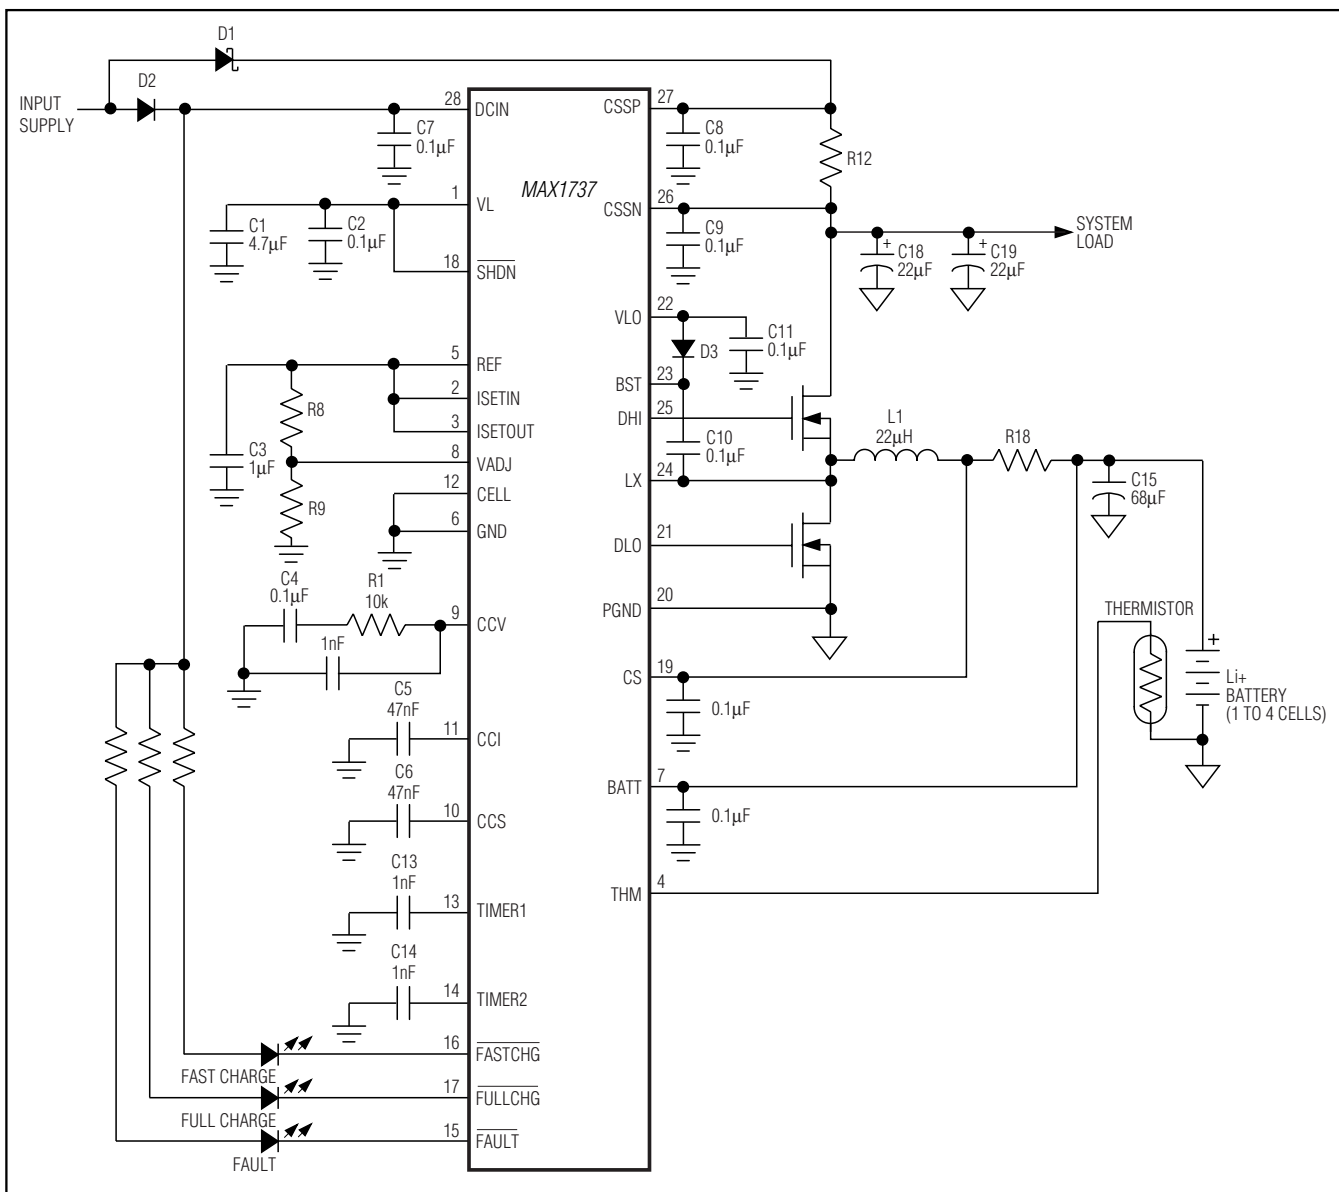 D1
D2
INPUT
SUPPLY
28
DCIN
CSSP
27
C7
0.1µF
C8
0.1µF
R12
MAX1737
1
VL
CSSN
26
C1
4.7µF
C2
0.1µF
C9
0.1µF
SYSTEM
LOAD
18
SHDN
+
C18
22µF
+
C19
22µF
VLO
22
C11
0.1µF
D3
5
REF
BST
23
2
ISETIN
DHI
25
R8
3
ISETOUT
L1
22µH
R18
C3
1µF
C10
0.1µF
8
VADJ
LX
24
12
CELL
C15
68µF
R9
6
GND
DLO
21
C4
0.1µF
R1
10k
9
CCV
PGND
20
THERMISTOR
1nF
+
Li+
BATTERY
(1 TO 4 CELLS)
CS
19
0.1µF
C5
47nF
11
CCI
C6
47nF
10
CCS
BATT
7
0.1µF
C13
1nF
13
TIMER1
THM
4
C14
1nF
14
TIMER2
16
FASTCHG
FAST CHARGE
17
FULLCHG
FULL CHARGE
15
FAULT
FAULT